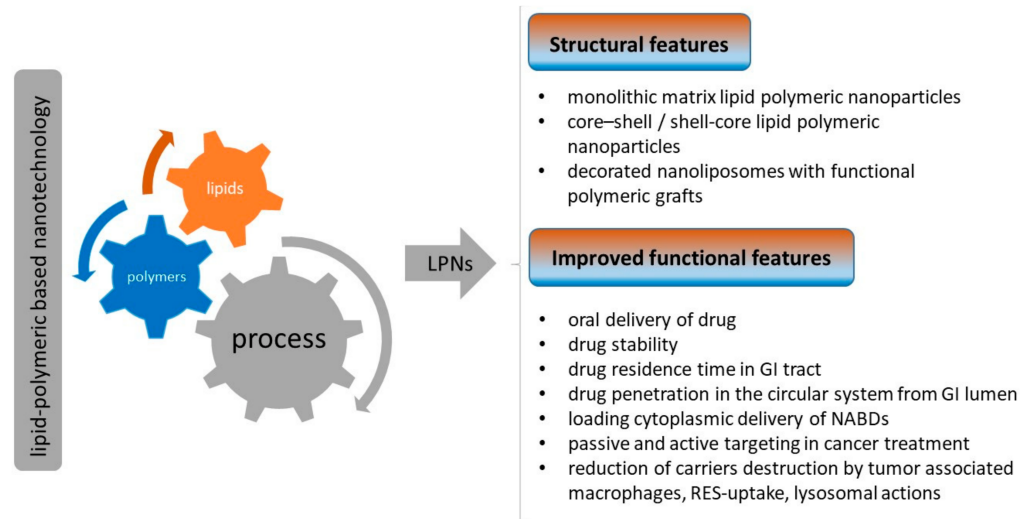 lipid-polymeric based nanotechnology
lipids
polymers
process
LPNs
Structural features
• monolithic matrix lipid polymeric nanoparticles
• core–shell / shell-core lipid polymeric
nanoparticles
• decorated nanoliposomes with functional
polymeric grafts
Improved functional features
• oral delivery of drug
• drug stability
• drug residence time in GI tract
• drug penetration in the circular system from GI lumen
• loading cytoplasmic delivery of NABDs
• passive and active targeting in cancer treatment
• reduction of carriers destruction by tumor associated
macrophages, RES-uptake, lysosomal actions